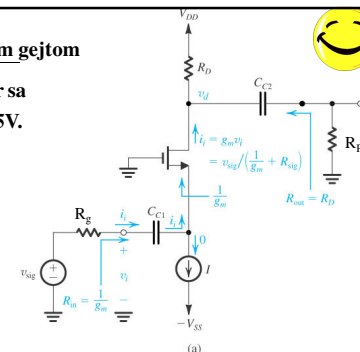 V_DD
m gejtom
R_D
C_C2
r sa
v_d
5V.
i_i = g_m v_i
= v_sig/(1/g_m + R_sig)
R_P
1/g_m
R_out = R_D
R_g
i_i
C_C1
i_i
0
+
v_sig
v_i
I
R_in = 1/g_m
−
−V_SS
(a)